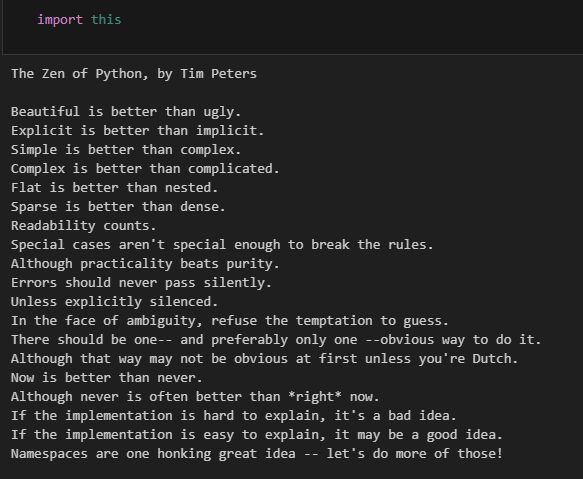 import this
The Zen of Python, by Tim Peters
Beautiful is better than ugly.
Explicit is better than implicit.
Simple is better than complex.
Complex is better than complicated.
Flat is better than nested.
Sparse is better than dense.
Readability counts.
Special cases aren't special enough to break the rules.
Although practicality beats purity.
Errors should never pass silently.
Unless explicitly silenced.
In the face of ambiguity, refuse the temptation to guess.
There should be one-- and preferably only one --obvious way to do it.
Although that way may not be obvious at first unless you're Dutch.
Now is better than never.
Although never is often better than *right* now.
If the implementation is hard to explain, it's a bad idea.
If the implementation is easy to explain, it may be a good idea.
Namespaces are one honking great idea -- let's do more of those!